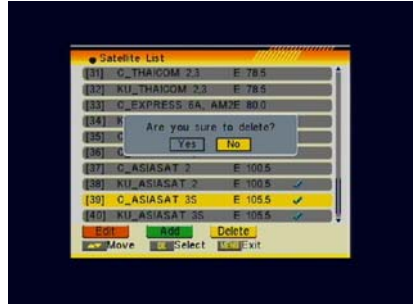 Satellite List
[31] C_THAICOM 2,3 E 78.5
[32] KU_THAICOM 2,3 E 78.5
[33] C_EXPRESS 6A, AM2E 80.0
[34] K
Are you sure to delete?
[35] C
Yes No
[36] C
[37] C_ASIASAT 2 E 100.5
[38] KU_ASIASAT 2 E 100.5
[39] C_ASIASAT 3S E 105.5
[40] KU_ASIASAT 3S E 105.5
Edit Add Delete
Move OK Select MENU Exit